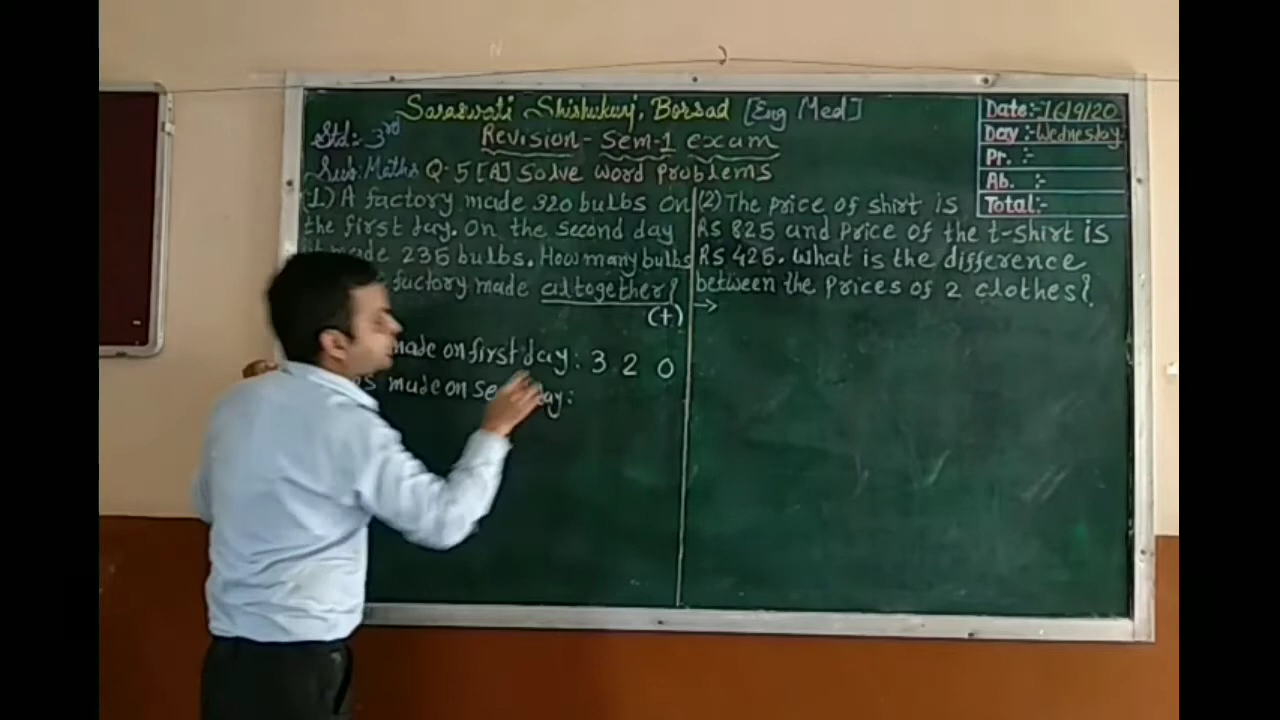 Saraswati Shishukunj, Borsad [Eng Med]
Std:- 3rd
Revision - Sem-1 exam
Sub: Maths Q.5 [A] Solve word Problems
Date:- 16/9/20
Day:- Wednesday
Pr. :-
Ab. :-
Total:-
(1) A factory made 320 bulbs on
the first day. On the second day
made 235 bulbs. How many bulbs
factory made altogether?
(+)
made on first day: 3 2 0
made on day:
(2) The price of shirt is
RS 825 and price of the t-shirt is
RS 425. What is the difference
between the prices of 2 clothes?
→